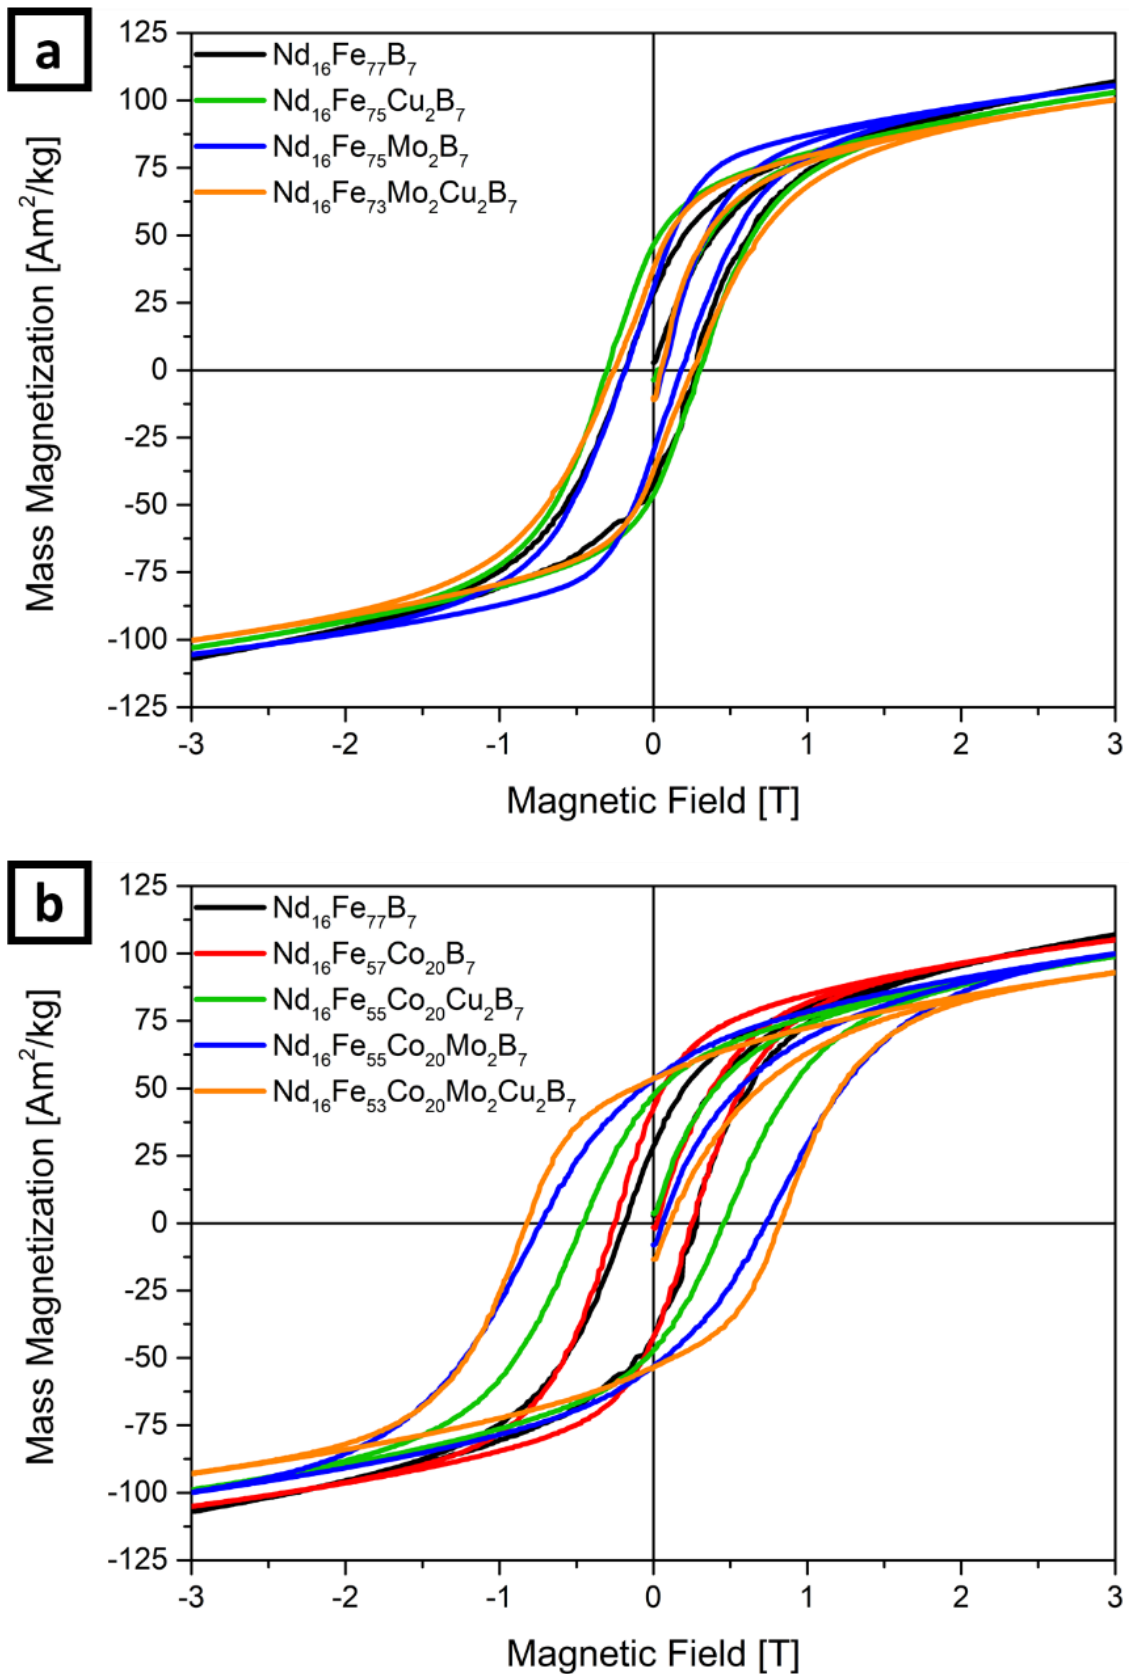 a
125
100
75
50
25
0
-25
-50
-75
-100
-125
Mass Magnetization [Am²/kg]
Nd₁₆Fe₇₇B₇
Nd₁₆Fe₇₅Cu₂B₇
Nd₁₆Fe₇₅Mo₂B₇
Nd₁₆Fe₇₃Mo₂Cu₂B₇
-3 -2 -1 0 1 2 3
Magnetic Field [T]
b
125
100
75
50
25
0
-25
-50
-75
-100
-125
Mass Magnetization [Am²/kg]
Nd₁₆Fe₇₇B₇
Nd₁₆Fe₅₇Co₂₀B₇
Nd₁₆Fe₅₅Co₂₀Cu₂B₇
Nd₁₆Fe₅₅Co₂₀Mo₂B₇
Nd₁₆Fe₅₃Co₂₀Mo₂Cu₂B₇
-3 -2 -1 0 1 2 3
Magnetic Field [T]